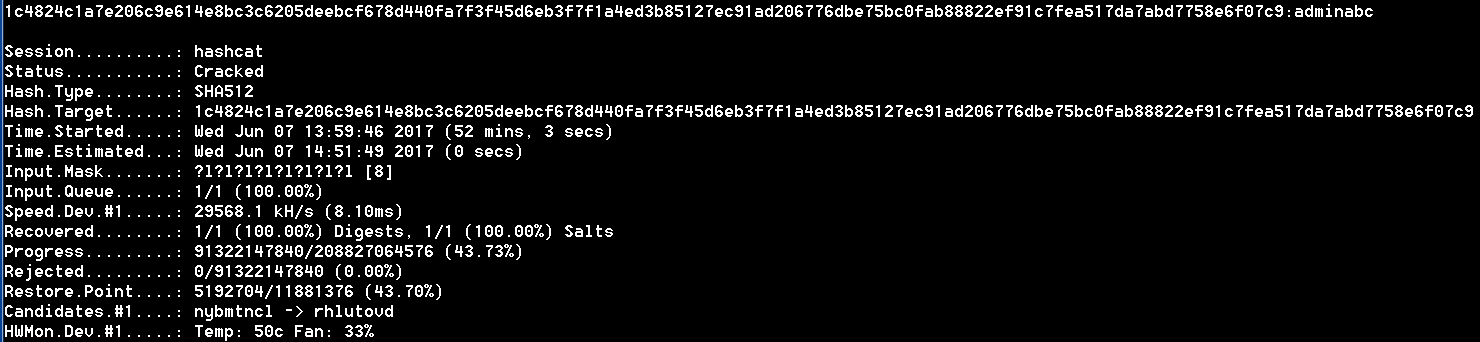 1c4824c1a7e206c9e614e8bc3c6205deebcf678d440fa7f3f45d6eb3f7f1a4ed3b85127ec91ad206776dbe75bc0fab88822ef91c7fea517da7abd7758e6f07c9:adminabc
Session..........: hashcat
Status...........: Cracked
Hash.Type........: SHA512
Hash.Target......: 1c4824c1a7e206c9e614e8bc3c6205deebcf678d440fa7f3f45d6eb3f7f1a4ed3b85127ec91ad206776dbe75bc0fab88822ef91c7fea517da7abd7758e6f07c9
Time.Started.....: Wed Jun 07 13:59:46 2017 (52 mins, 3 secs)
Time.Estimated...: Wed Jun 07 14:51:49 2017 (0 secs)
Input.Mask.......: ?l?l?l?l?l?l?l?l [8]
Input.Queue......: 1/1 (100.00%)
Speed.Dev.#1.....: 29568.1 kH/s (8.10ms)
Recovered........: 1/1 (100.00%) Digests, 1/1 (100.00%) Salts
Progress.........: 91322147840/208827064576 (43.73%)
Rejected.........: 0/91322147840 (0.00%)
Restore.Point....: 5192704/11881376 (43.70%)
Candidates.#1....: nybmtncl -> rhlutovd
HWMon.Dev.#1.....: Temp: 50c Fan: 33%